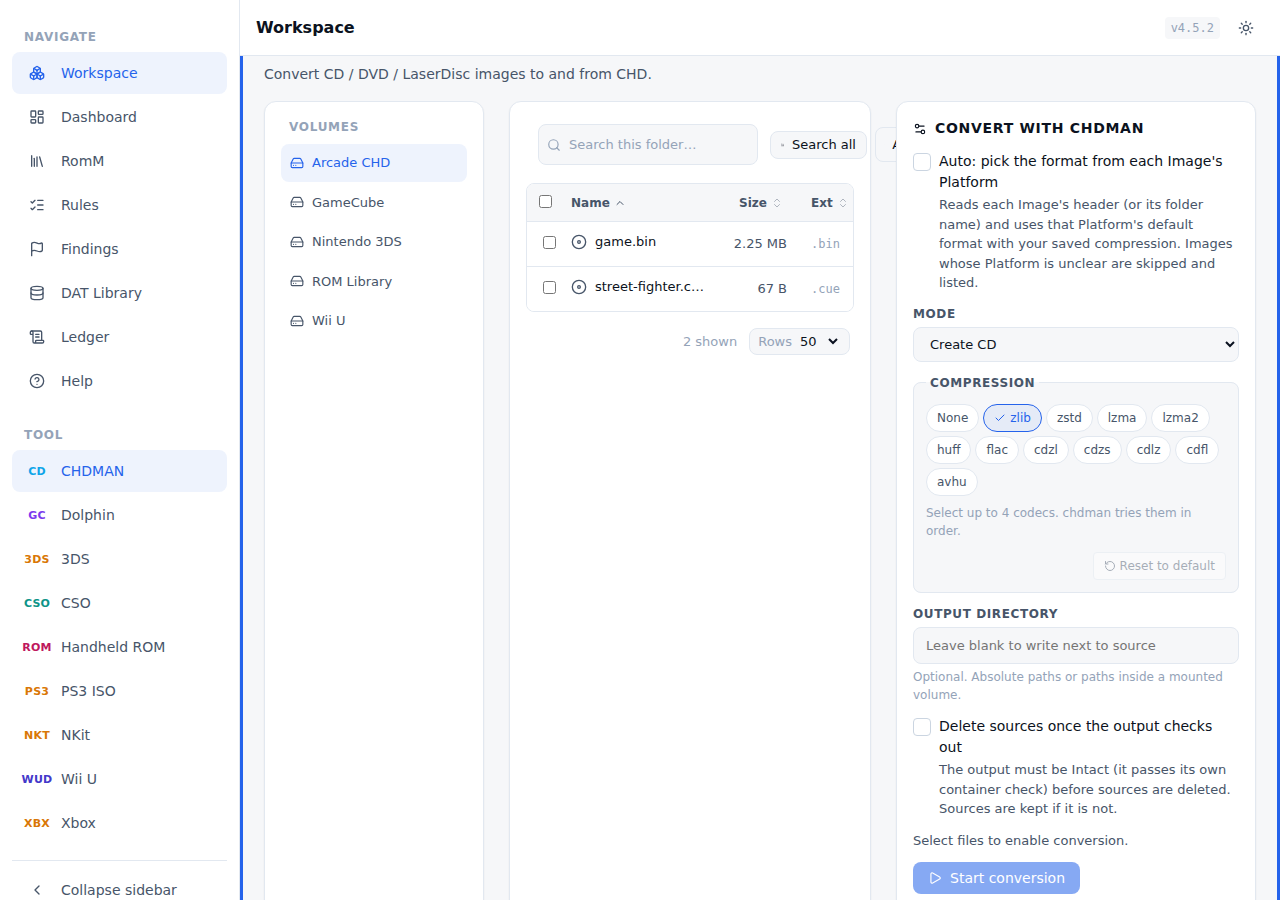 NAVIGATE
Workspace
Dashboard
RomM
Rules
Findings
DAT Library
Ledger
Help
TOOL
CD CHDMAN
GC Dolphin
3DS 3DS
CSO CSO
ROM Handheld ROM
PS3 PS3 ISO
NKT NKit
WUD Wii U
XBX Xbox
Collapse sidebar
Workspace
v4.5.2
Convert CD / DVD / LaserDisc images to and from CHD.
VOLUMES
Arcade CHD
GameCube
Nintendo 3DS
ROM Library
Wii U
Search this folder…
Search all
Name Size Ext
game.bin 2.25 MB .bin
street-fighter.c… 67 B .cue
2 shown Rows 50
CONVERT WITH CHDMAN
Auto: pick the format from each Image's
Platform
Reads each Image's header (or its folder
name) and uses that Platform's default
format with your saved compression. Images
whose Platform is unclear are skipped and
listed.
MODE
Create CD
COMPRESSION
None zlib zstd lzma lzma2
huff flac cdzl cdzs cdlz cdfl
avhu
Select up to 4 codecs. chdman tries them in
order.
Reset to default
OUTPUT DIRECTORY
Leave blank to write next to source
Optional. Absolute paths or paths inside a mounted
volume.
Delete sources once the output checks
out
The output must be Intact (it passes its own
container check) before sources are deleted.
Sources are kept if it is not.
Select files to enable conversion.
Start conversion